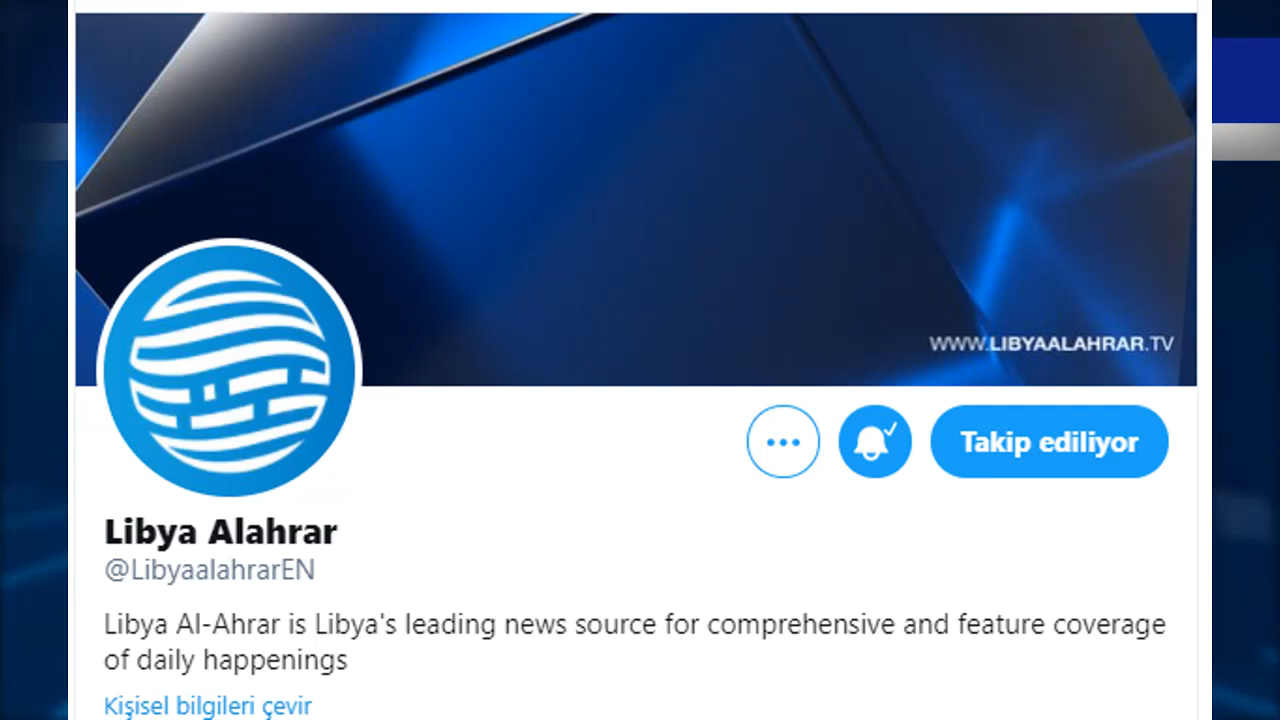 WWW.LIBYAALAHRAR.TV
Takip ediliyor
Libya Alahrar
@LibyaalahrarEN
Libya Al-Ahrar is Libya's leading news source for comprehensive and feature coverage
of daily happenings
Kişisel bilgileri çevir